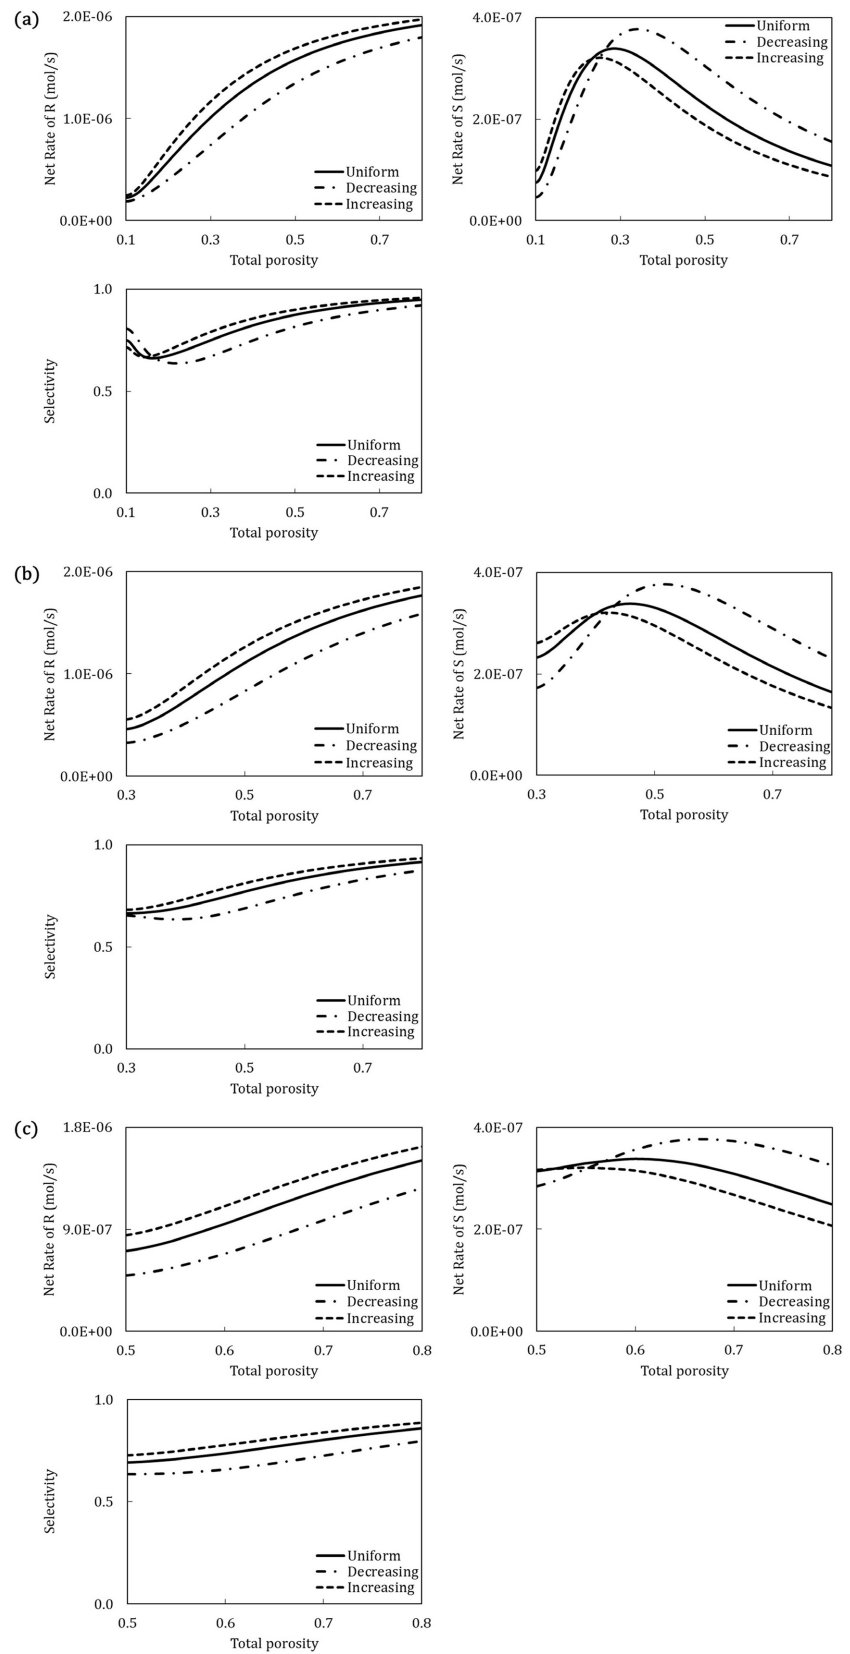 (a)
2.0E-06
1.0E-06
0.0E+00
Net Rate of R (mol/s)
Uniform
Decreasing
Increasing
0.1
0.3
0.5
0.7
Total porosity
4.0E-07
2.0E-07
0.0E+00
Net Rate of S (mol/s)
Uniform
Decreasing
Increasing
0.1
0.3
0.5
0.7
Total porosity
1.0
0.5
0.0
Selectivity
Uniform
Decreasing
Increasing
0.1
0.3
0.5
0.7
Total porosity
(b)
2.0E-06
1.0E-06
0.0E+00
Net Rate of R (mol/s)
Uniform
Decreasing
Increasing
0.3
0.5
0.7
Total porosity
4.0E-07
2.0E-07
0.0E+00
Net Rate of S (mol/s)
Uniform
Decreasing
Increasing
0.3
0.5
0.7
Total porosity
1.0
0.5
0.0
Selectivity
Uniform
Decreasing
Increasing
0.3
0.5
0.7
Total porosity
(c)
1.8E-06
9.0E-07
0.0E+00
Net Rate of R (mol/s)
Uniform
Decreasing
Increasing
0.5
0.6
0.7
0.8
Total porosity
4.0E-07
2.0E-07
0.0E+00
Net Rate of S (mol/s)
Uniform
Decreasing
Increasing
0.5
0.6
0.7
0.8
Total porosity
1.0
0.5
0.0
Selectivity
Uniform
Decreasing
Increasing
0.5
0.6
0.7
0.8
Total porosity